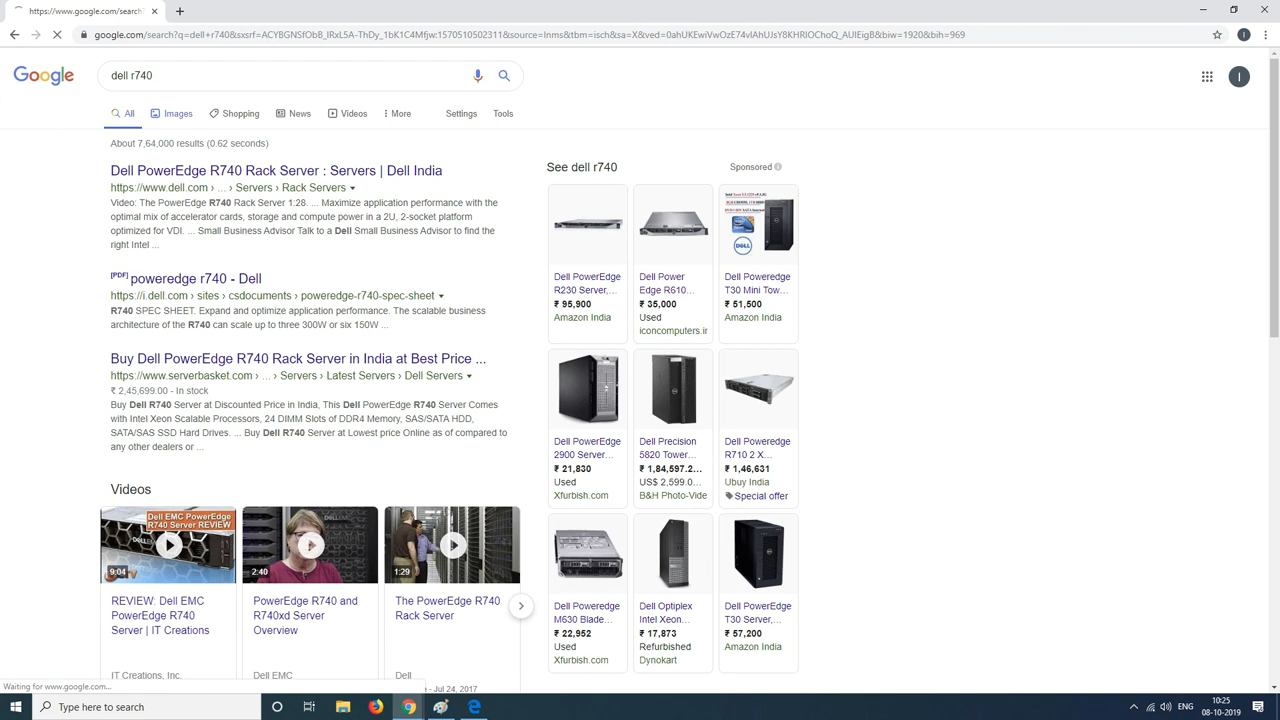 https://www.google.com/search?
google.com/search?q=dell+r740&sxsrf=ACYBGNSfObB_lRxL5A-ThDy_1bK1C4Mfjw:1570510502311&source=lnms&tbm=isch&sa=X&ved=0ahUKEwiVwOzE74vlAhUJsY8KHRlOChoQ_AUIEigB&biw=1920&bih=969
I
Google
dell r740
I
All
Images
Shopping
News
Videos
More
Settings
Tools
About 7,64,000 results (0.62 seconds)
Dell PowerEdge R740 Rack Server : Servers | Dell India
https://www.dell.com › ... › Servers › Rack Servers
Video: The PowerEdge R740 Rack Server 1:28. ... Maximize application performance with the
optimal mix of accelerator cards, storage and compute power in a 2U, 2-socket platform
optimized for VDI. ... Small Business Advisor Talk to a Dell Small Business Advisor to find the
right Intel ...
[PDF] poweredge r740 - Dell
https://i.dell.com › sites › csdocuments › poweredge-r740-spec-sheet
R740 SPEC SHEET. Expand and optimize application performance. The scalable business
architecture of the R740 can scale up to three 300W or six 150W ...
Buy Dell PowerEdge R740 Rack Server in India at Best Price ...
https://www.serverbasket.com › ... › Servers › Latest Servers › Dell Servers
₹ 2,45,699.00 - In stock
Buy Dell R740 Server at Discounted Price in India, This Dell PowerEdge R740 Server Comes
with Intel Xeon Scalable Processors, 24 DIMM Slots of DDR4 Memory, SAS/SATA HDD,
SATA/SAS SSD Hard Drives. ... Buy Dell R740 Server at Lowest price Online as of compared to
any other dealers or ...
Videos
Dell EMC PowerEdge
R740 Server REVIEW
9:04
2:40
1:29
REVIEW: Dell EMC
PowerEdge R740
Server | IT Creations
IT Creations, Inc.
PowerEdge R740 and
R740xd Server
Overview
Dell EMC
The PowerEdge R740
Rack Server
Dell
- Jul 24, 2017
See dell r740
Sponsored
Dell PowerEdge
R230 Server,...
₹ 95,900
Amazon India
Dell Power
Edge R610...
₹ 35,000
Used
iconcomputers.in
DELL
Dell Poweredge
T30 Mini Tow...
₹ 51,500
Amazon India
Dell PowerEdge
2900 Server...
₹ 21,830
Used
Xfurbish.com
Dell Precision
5820 Tower...
₹ 1,84,597.2...
US$ 2,599.0...
B&H Photo-Vide
Dell Poweredge
R710 2 X...
₹ 1,46,631
Ubuy India
Special offer
Dell Poweredge
M630 Blade...
₹ 22,952
Used
Xfurbish.com
Dell Optiplex
Intel Xeon...
₹ 17,873
Refurbished
Dynokart
Dell PowerEdge
T30 Server,...
₹ 57,200
Amazon India
Waiting for www.google.com...
Type here to search
ENG
10:25
08-10-2019